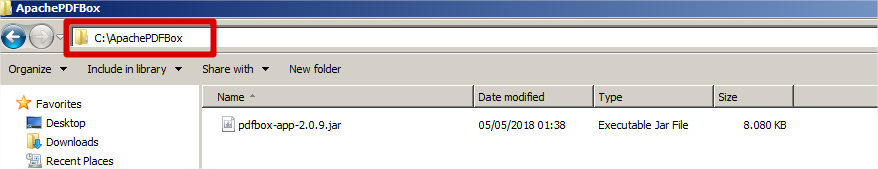 ApachePDFBox
C:\ApachePDFBox
Organize Include in library Share with New folder
Favorites
Desktop
Downloads
Recent Places
Name Date modified Type Size
pdfbox-app-2.0.9.jar 05/05/2018 01:38 Executable Jar File 8.080 KB